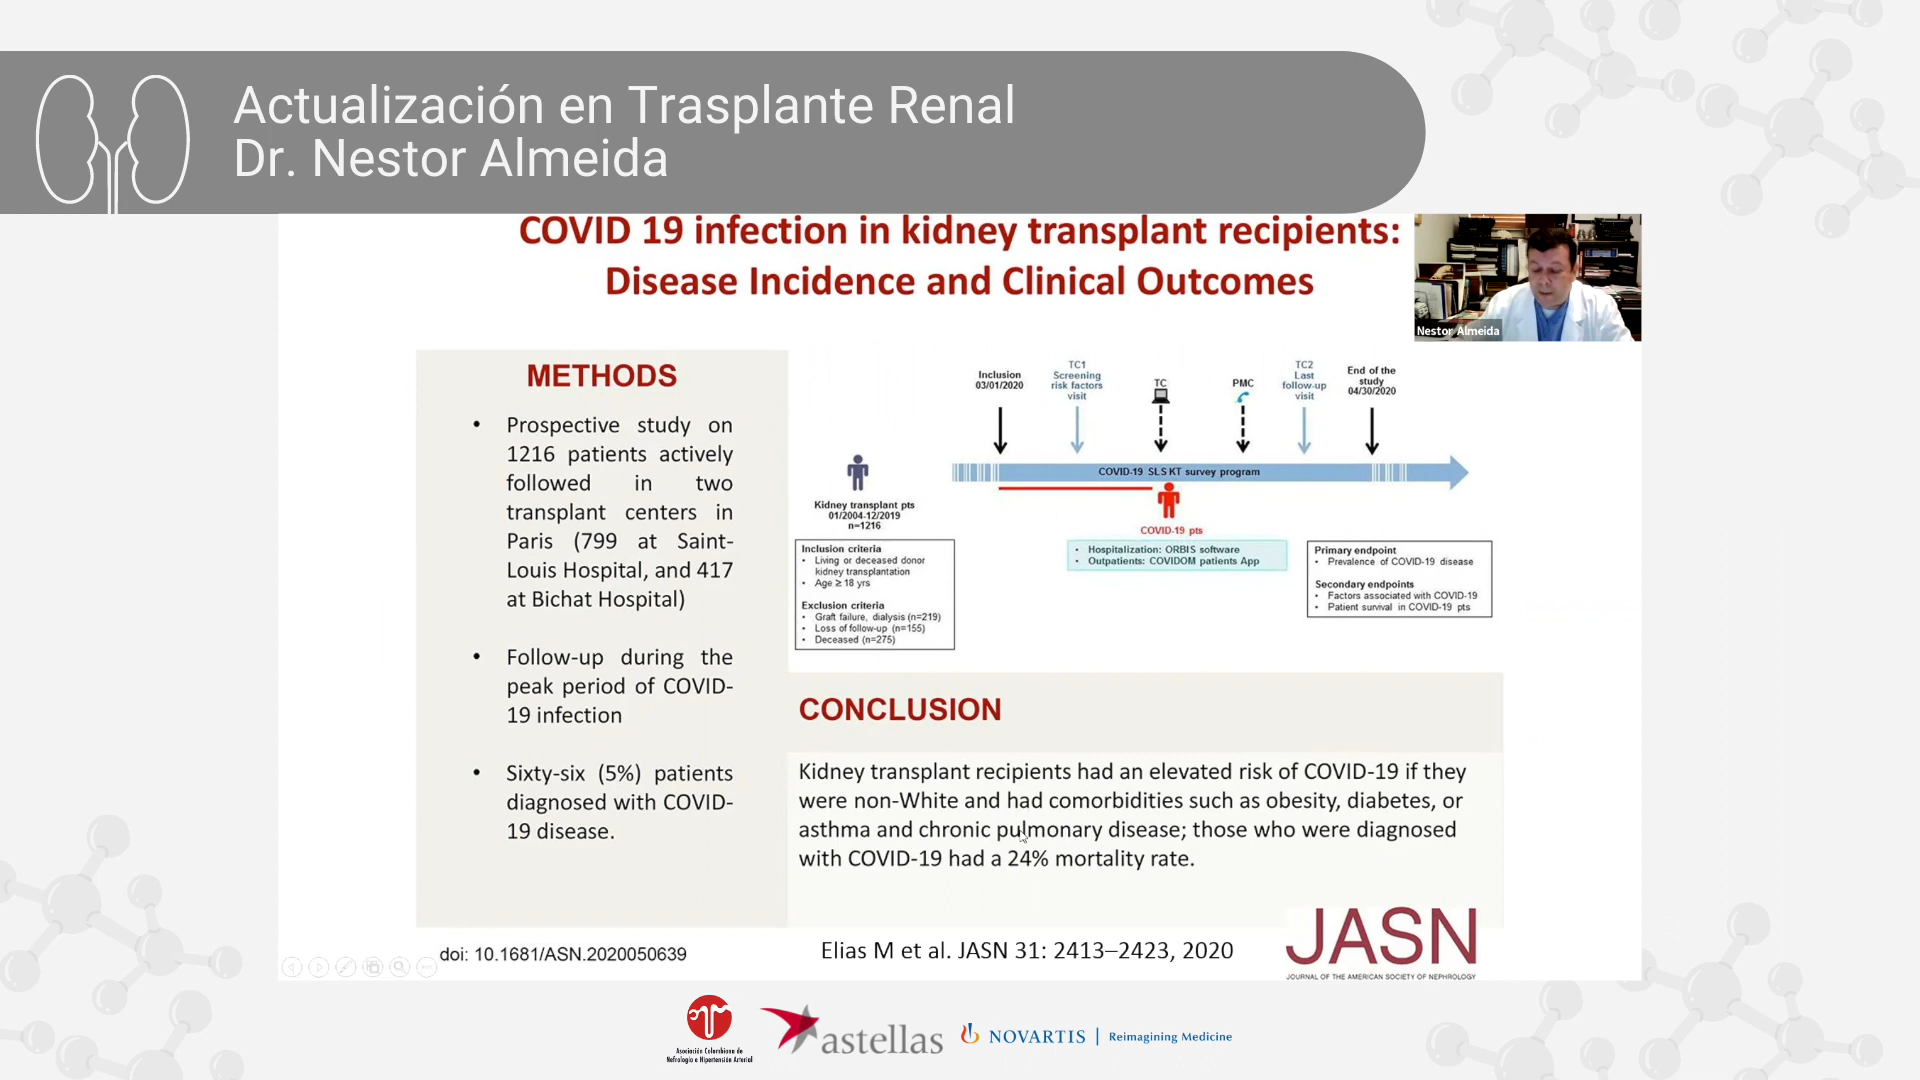 Actualización en Trasplante Renal
Dr. Nestor Almeida
COVID 19 infection in kidney transplant recipients:
Disease Incidence and Clinical Outcomes
Nestor Almeida
METHODS
• Prospective study on
1216 patients actively
followed in two
transplant centers in
Paris (799 at Saint-
Louis Hospital, and 417
at Bichat Hospital)
• Follow-up during the
peak period of COVID-
19 infection
• Sixty-six (5%) patients
diagnosed with COVID-
19 disease.
Inclusion
03/01/2020
TC1
Screening
risk factors
visit
TC
PMC
TC2
Last
follow-up
visit
End of the
study
04/30/2020
COVID-19 SLS KT survey program
Kidney transplant pts
01/2004-12/2019
n=1216
COVID-19 pts
• Hospitalization: ORBIS software
• Outpatients: COVIDOM patients App
Inclusion criteria
• Living or deceased donor
kidney transplantation
• Age ≥ 18 yrs
Exclusion criteria
• Graft failure, dialysis (n=219)
• Loss of follow-up (n=155)
• Deceased (n=275)
Primary endpoint
• Prevalence of COVID-19 disease
Secondary endpoints
• Factors associated with COVID-19
• Patient survival in COVID-19 pts
CONCLUSION
Kidney transplant recipients had an elevated risk of COVID-19 if they
were non-White and had comorbidities such as obesity, diabetes, or
asthma and chronic pulmonary disease; those who were diagnosed
with COVID-19 had a 24% mortality rate.
doi: 10.1681/ASN.2020050639
Elias M et al. JASN 31: 2413–2423, 2020
JASN
JOURNAL OF THE AMERICAN SOCIETY OF NEPHROLOGY
Asociación Colombiana de
Nefrología e Hipertensión Arterial
astellas
NOVARTIS | Reimagining Medicine